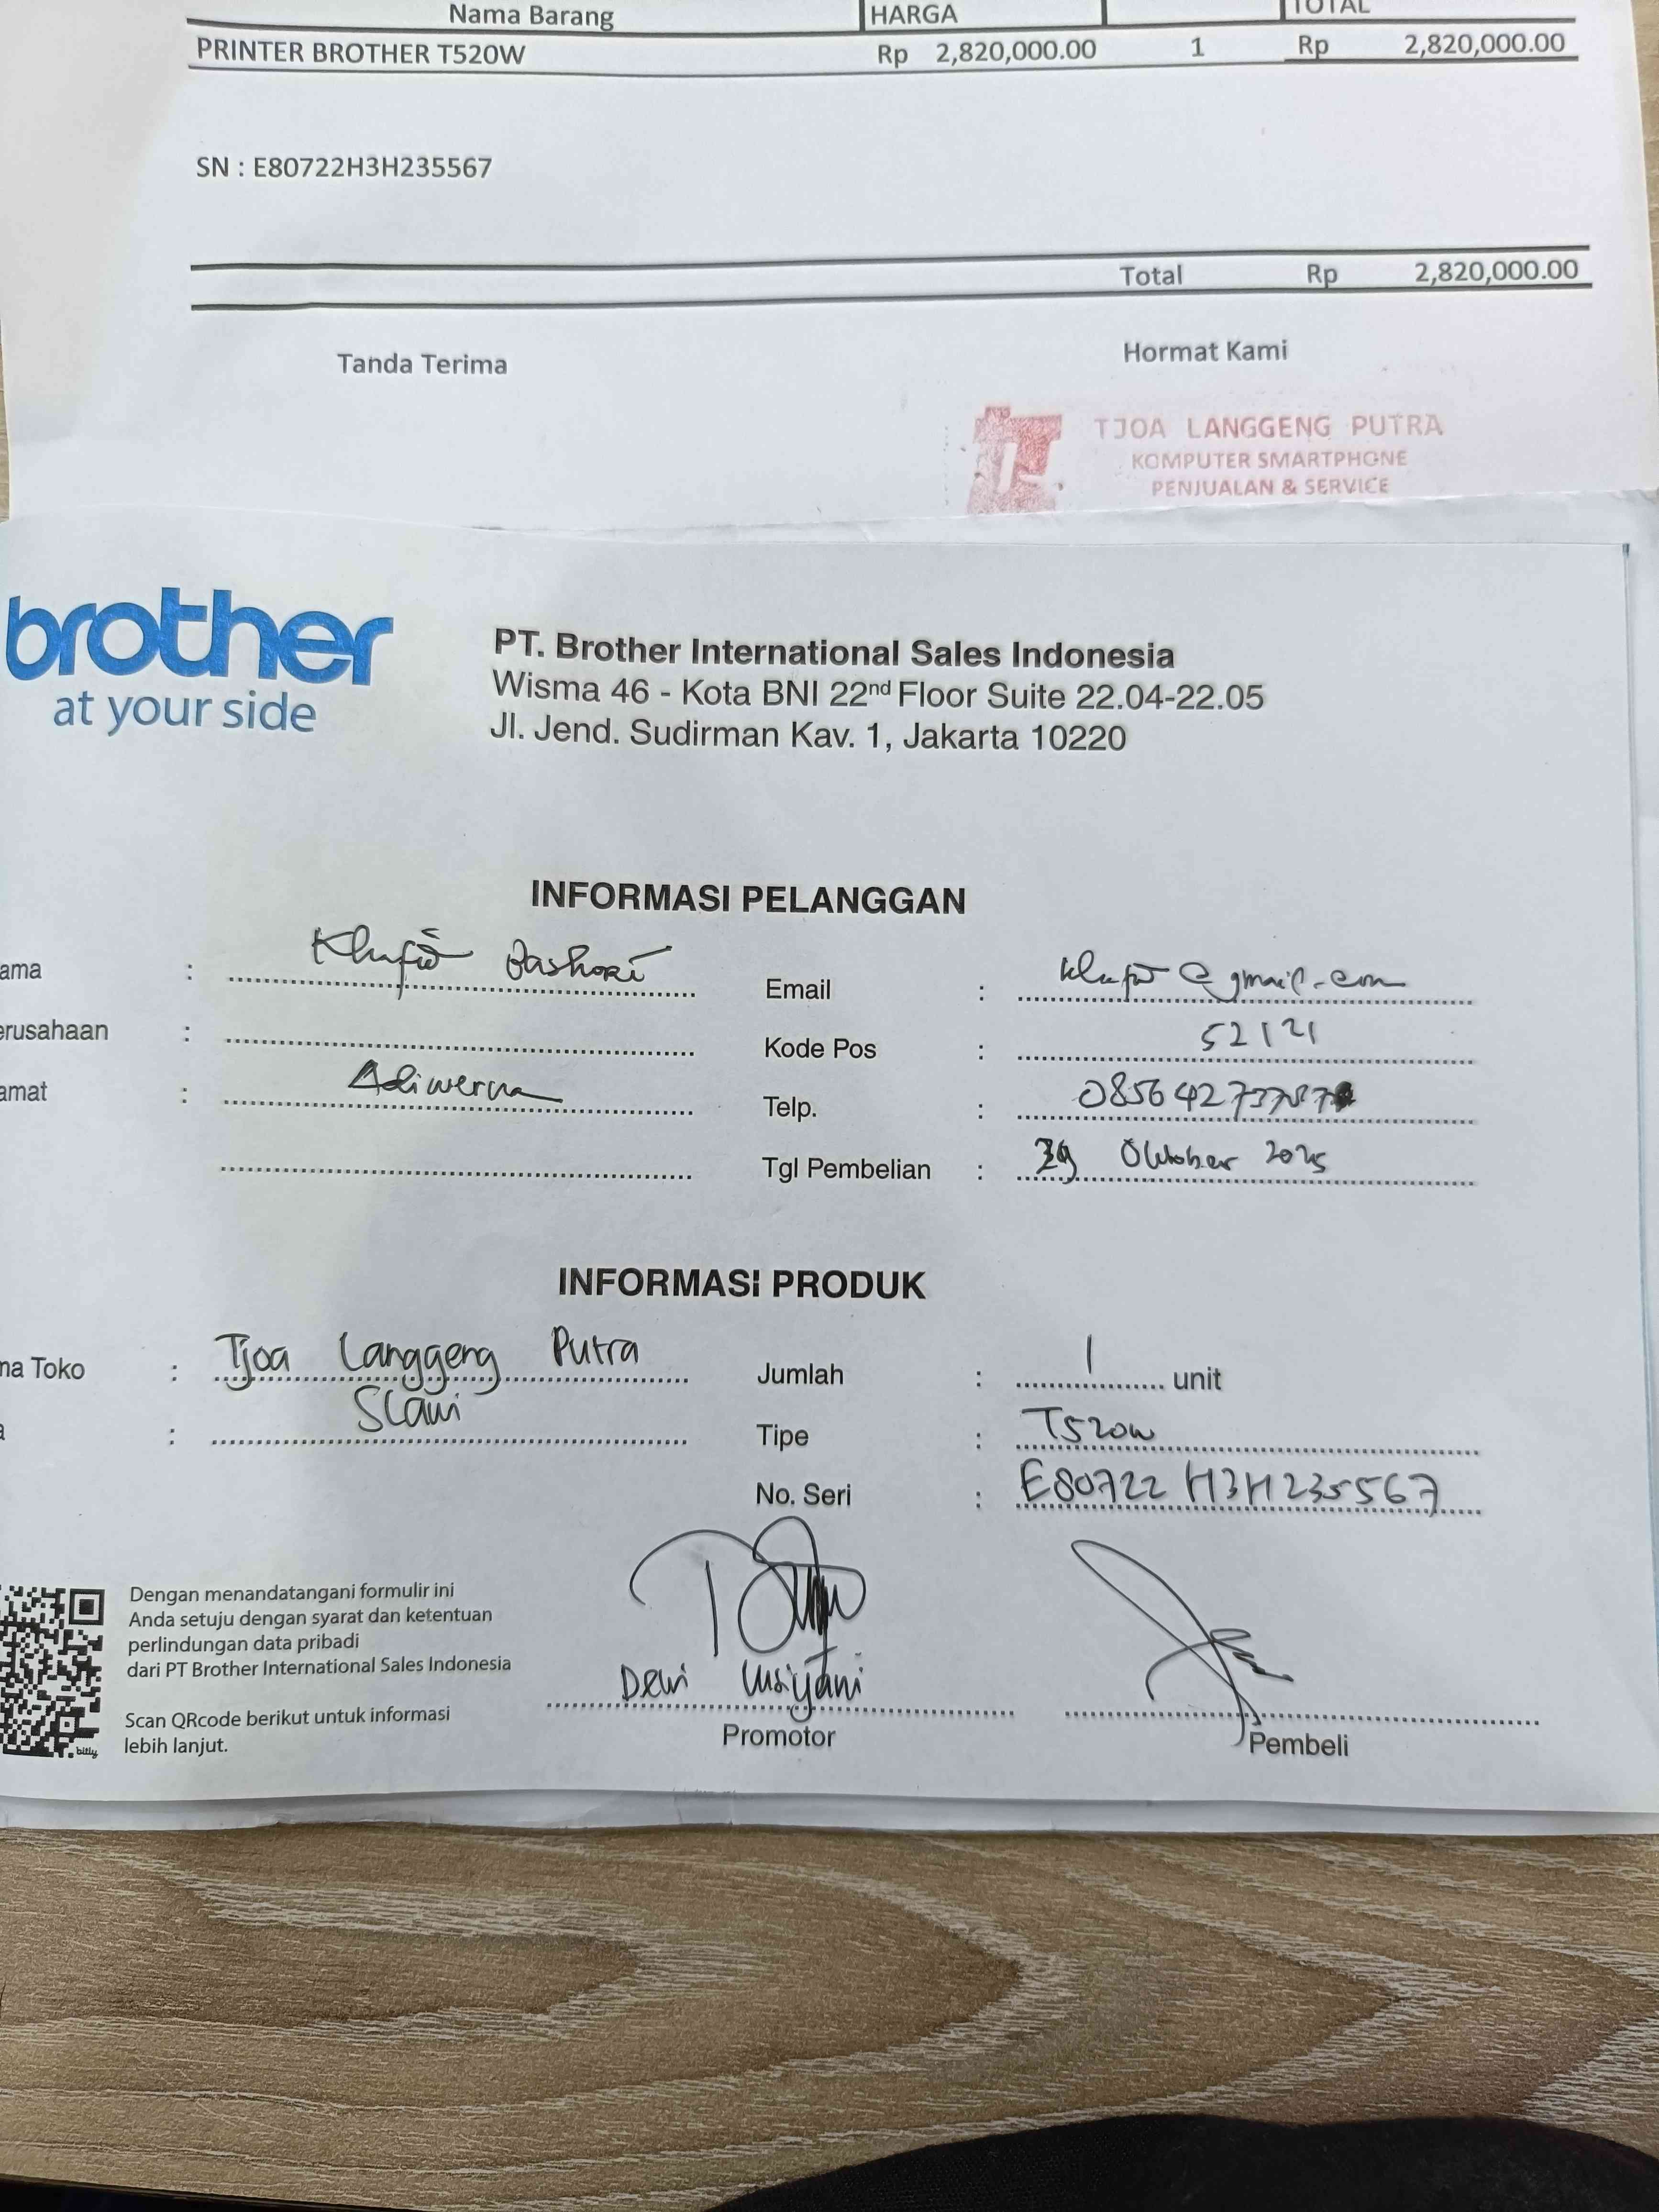 Nama Barang HARGA TOTAL
PRINTER BROTHER T520W Rp 2,820,000.00 1 Rp 2,820,000.00
SN : E80722H3H235567
Total Rp 2,820,000.00
Tanda Terima Hormat Kami
TJOA LANGGENG PUTRA
KOMPUTER SMARTPHONE
PENJUALAN & SERVICE
brother
at your side
PT. Brother International Sales Indonesia
Wisma 46 - Kota BNI 22nd Floor Suite 22.04-22.05
Jl. Jend. Sudirman Kav. 1, Jakarta 10220
INFORMASI PELANGGAN
ama : Bashori Email : @gmail.com
erusahaan : Kode Pos : 52121
amat : Adiwerna Telp. :
Tgl Pembelian : Oktober 2025
INFORMASI PRODUK
na Toko : Tjoa Langgeng Putra Jumlah : 1 unit
a : Slawi Tipe : T520w
No. Seri : E80722H3H235567
Dengan menandatangani formulir ini
Anda setuju dengan syarat dan ketentuan
perlindungan data pribadi
dari PT Brother International Sales Indonesia
Scan QRcode berikut untuk informasi
lebih lanjut.
bitly
Dewi
Promotor Pembeli